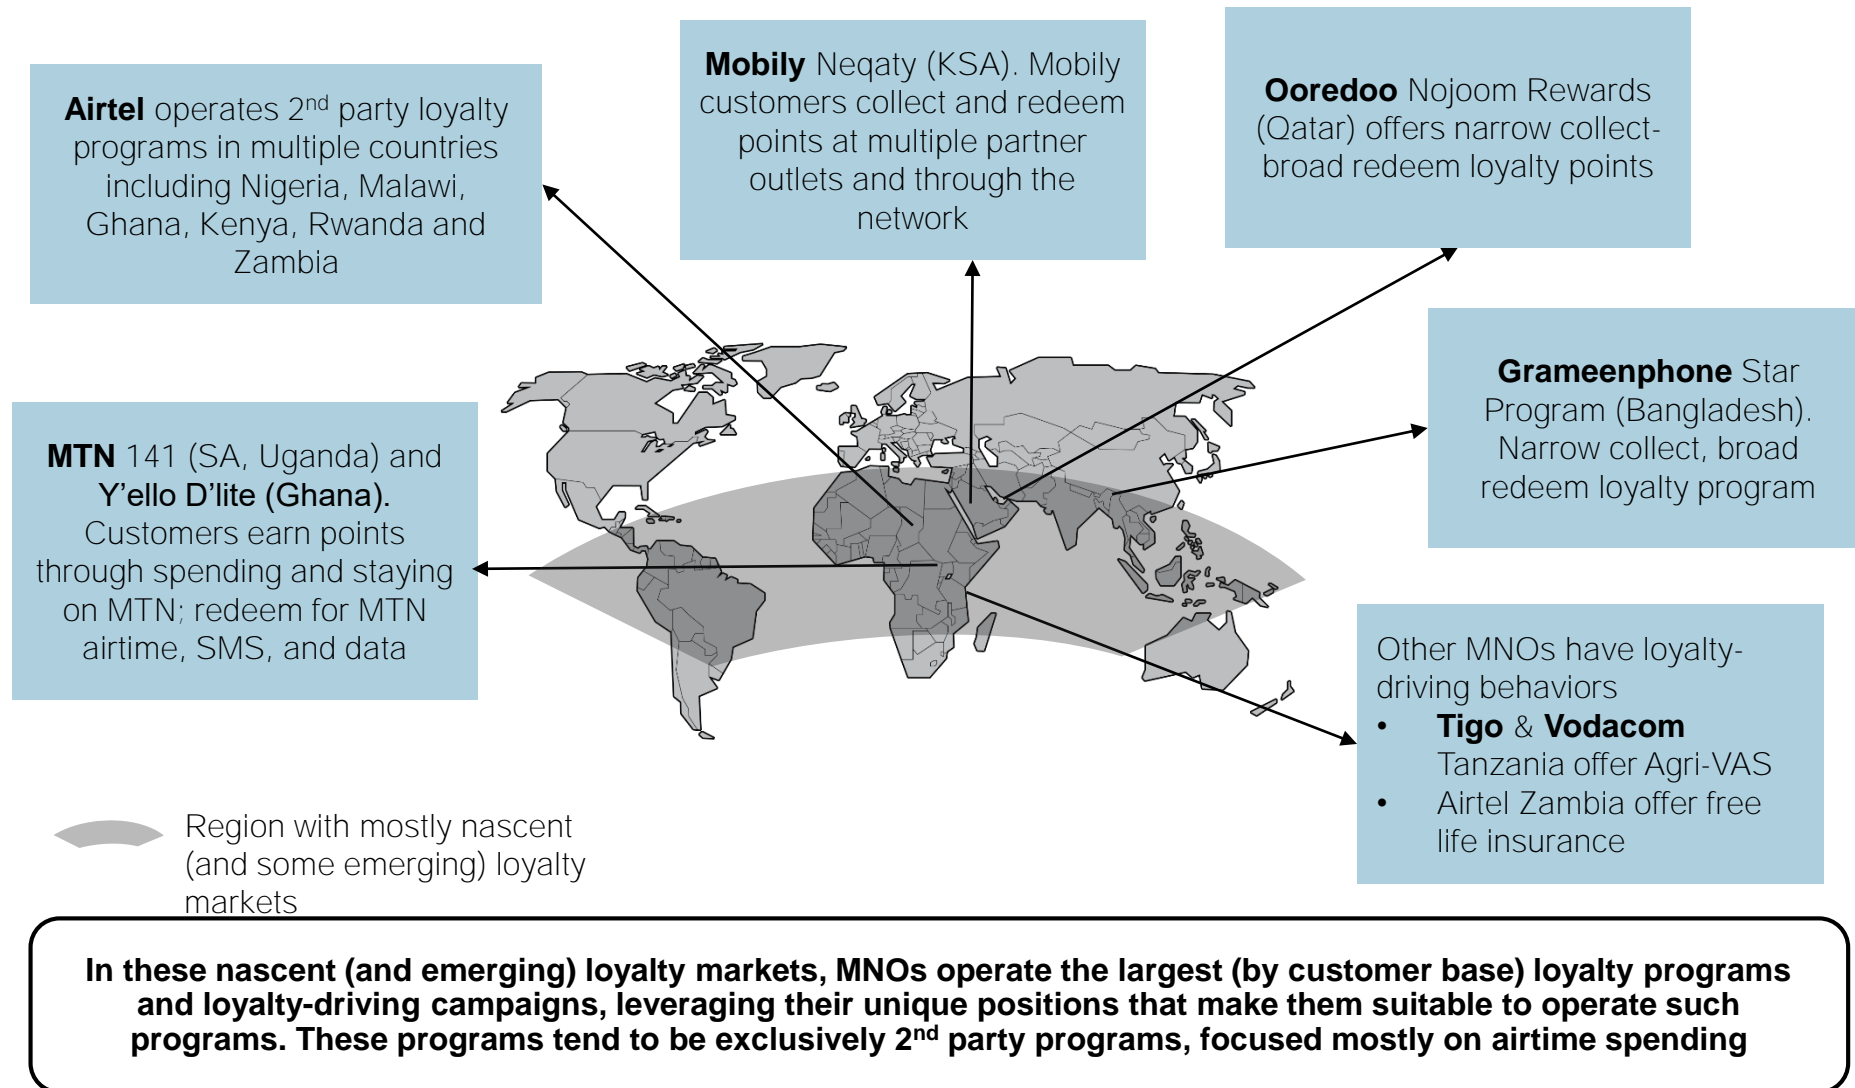 Airtel operates 2nd party loyalty
programs in multiple countries
including Nigeria, Malawi,
Ghana, Kenya, Rwanda and
Zambia
Mobily Neqaty (KSA). Mobily
customers collect and redeem
points at multiple partner
outlets and through the
network
Ooredoo Nojoom Rewards
(Qatar) offers narrow collect-
broad redeem loyalty points
Grameenphone Star
Program (Bangladesh).
Narrow collect, broad
redeem loyalty program
MTN 141 (SA, Uganda) and
Y'ello D'lite (Ghana).
Customers earn points
through spending and staying
on MTN; redeem for MTN
airtime, SMS, and data
Other MNOs have loyalty-
driving behaviors
• Tigo & Vodacom
Tanzania offer Agri-VAS
• Airtel Zambia offer free
life insurance
Region with mostly nascent
(and some emerging) loyalty
markets
In these nascent (and emerging) loyalty markets, MNOs operate the largest (by customer base) loyalty programs
and loyalty-driving campaigns, leveraging their unique positions that make them suitable to operate such
programs. These programs tend to be exclusively 2nd party programs, focused mostly on airtime spending